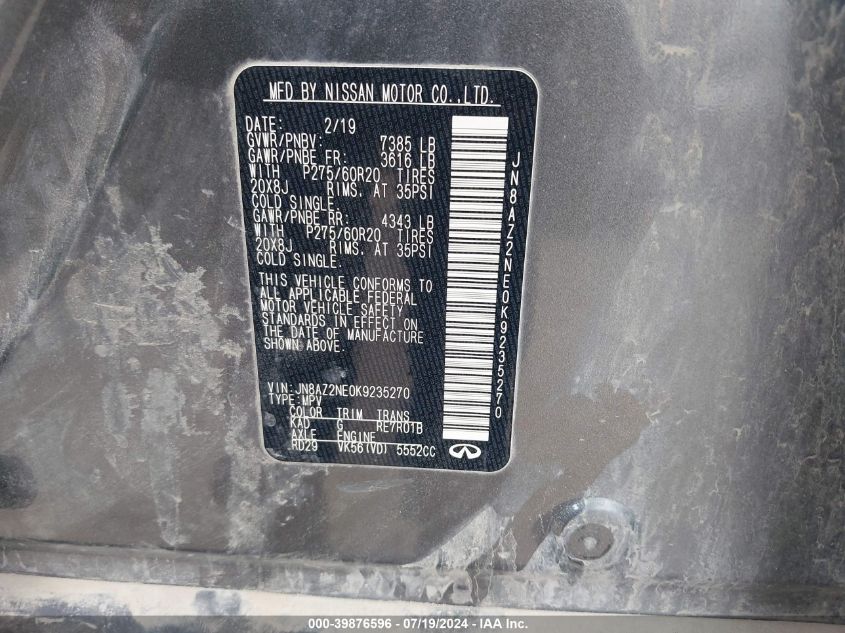 MFD BY NISSAN MOTOR CO.,LTD.
DATE: 2/19
GVWR/PNBV: 7385 LB
GAWR/PNBE FR: 3616 LB
WITH P275/60R20 TIRES
20X8J RIMS. AT 35PSI
COLD SINGLE.
GAWR/PNBE RR: 4343 LB
WITH P275/60R20 TIRES
20X8J RIMS. AT 35PSI
COLD SINGLE.
THIS VEHICLE CONFORMS TO
ALL APPLICABLE FEDERAL
MOTOR VEHICLE SAFETY
STANDARDS IN EFFECT ON
THE DATE OF MANUFACTURE
SHOWN ABOVE.
VIN:JN8AZ2NE0K9235270
TYPE:MPV
COLOR TRIM TRANS
KAD G RE7R01B
AXLE ENGINE
RD29 VK56(VD) 5552CC
JN8AZ2NE0K9235270
000-39876596 - 07/19/2024 - IAA Inc.